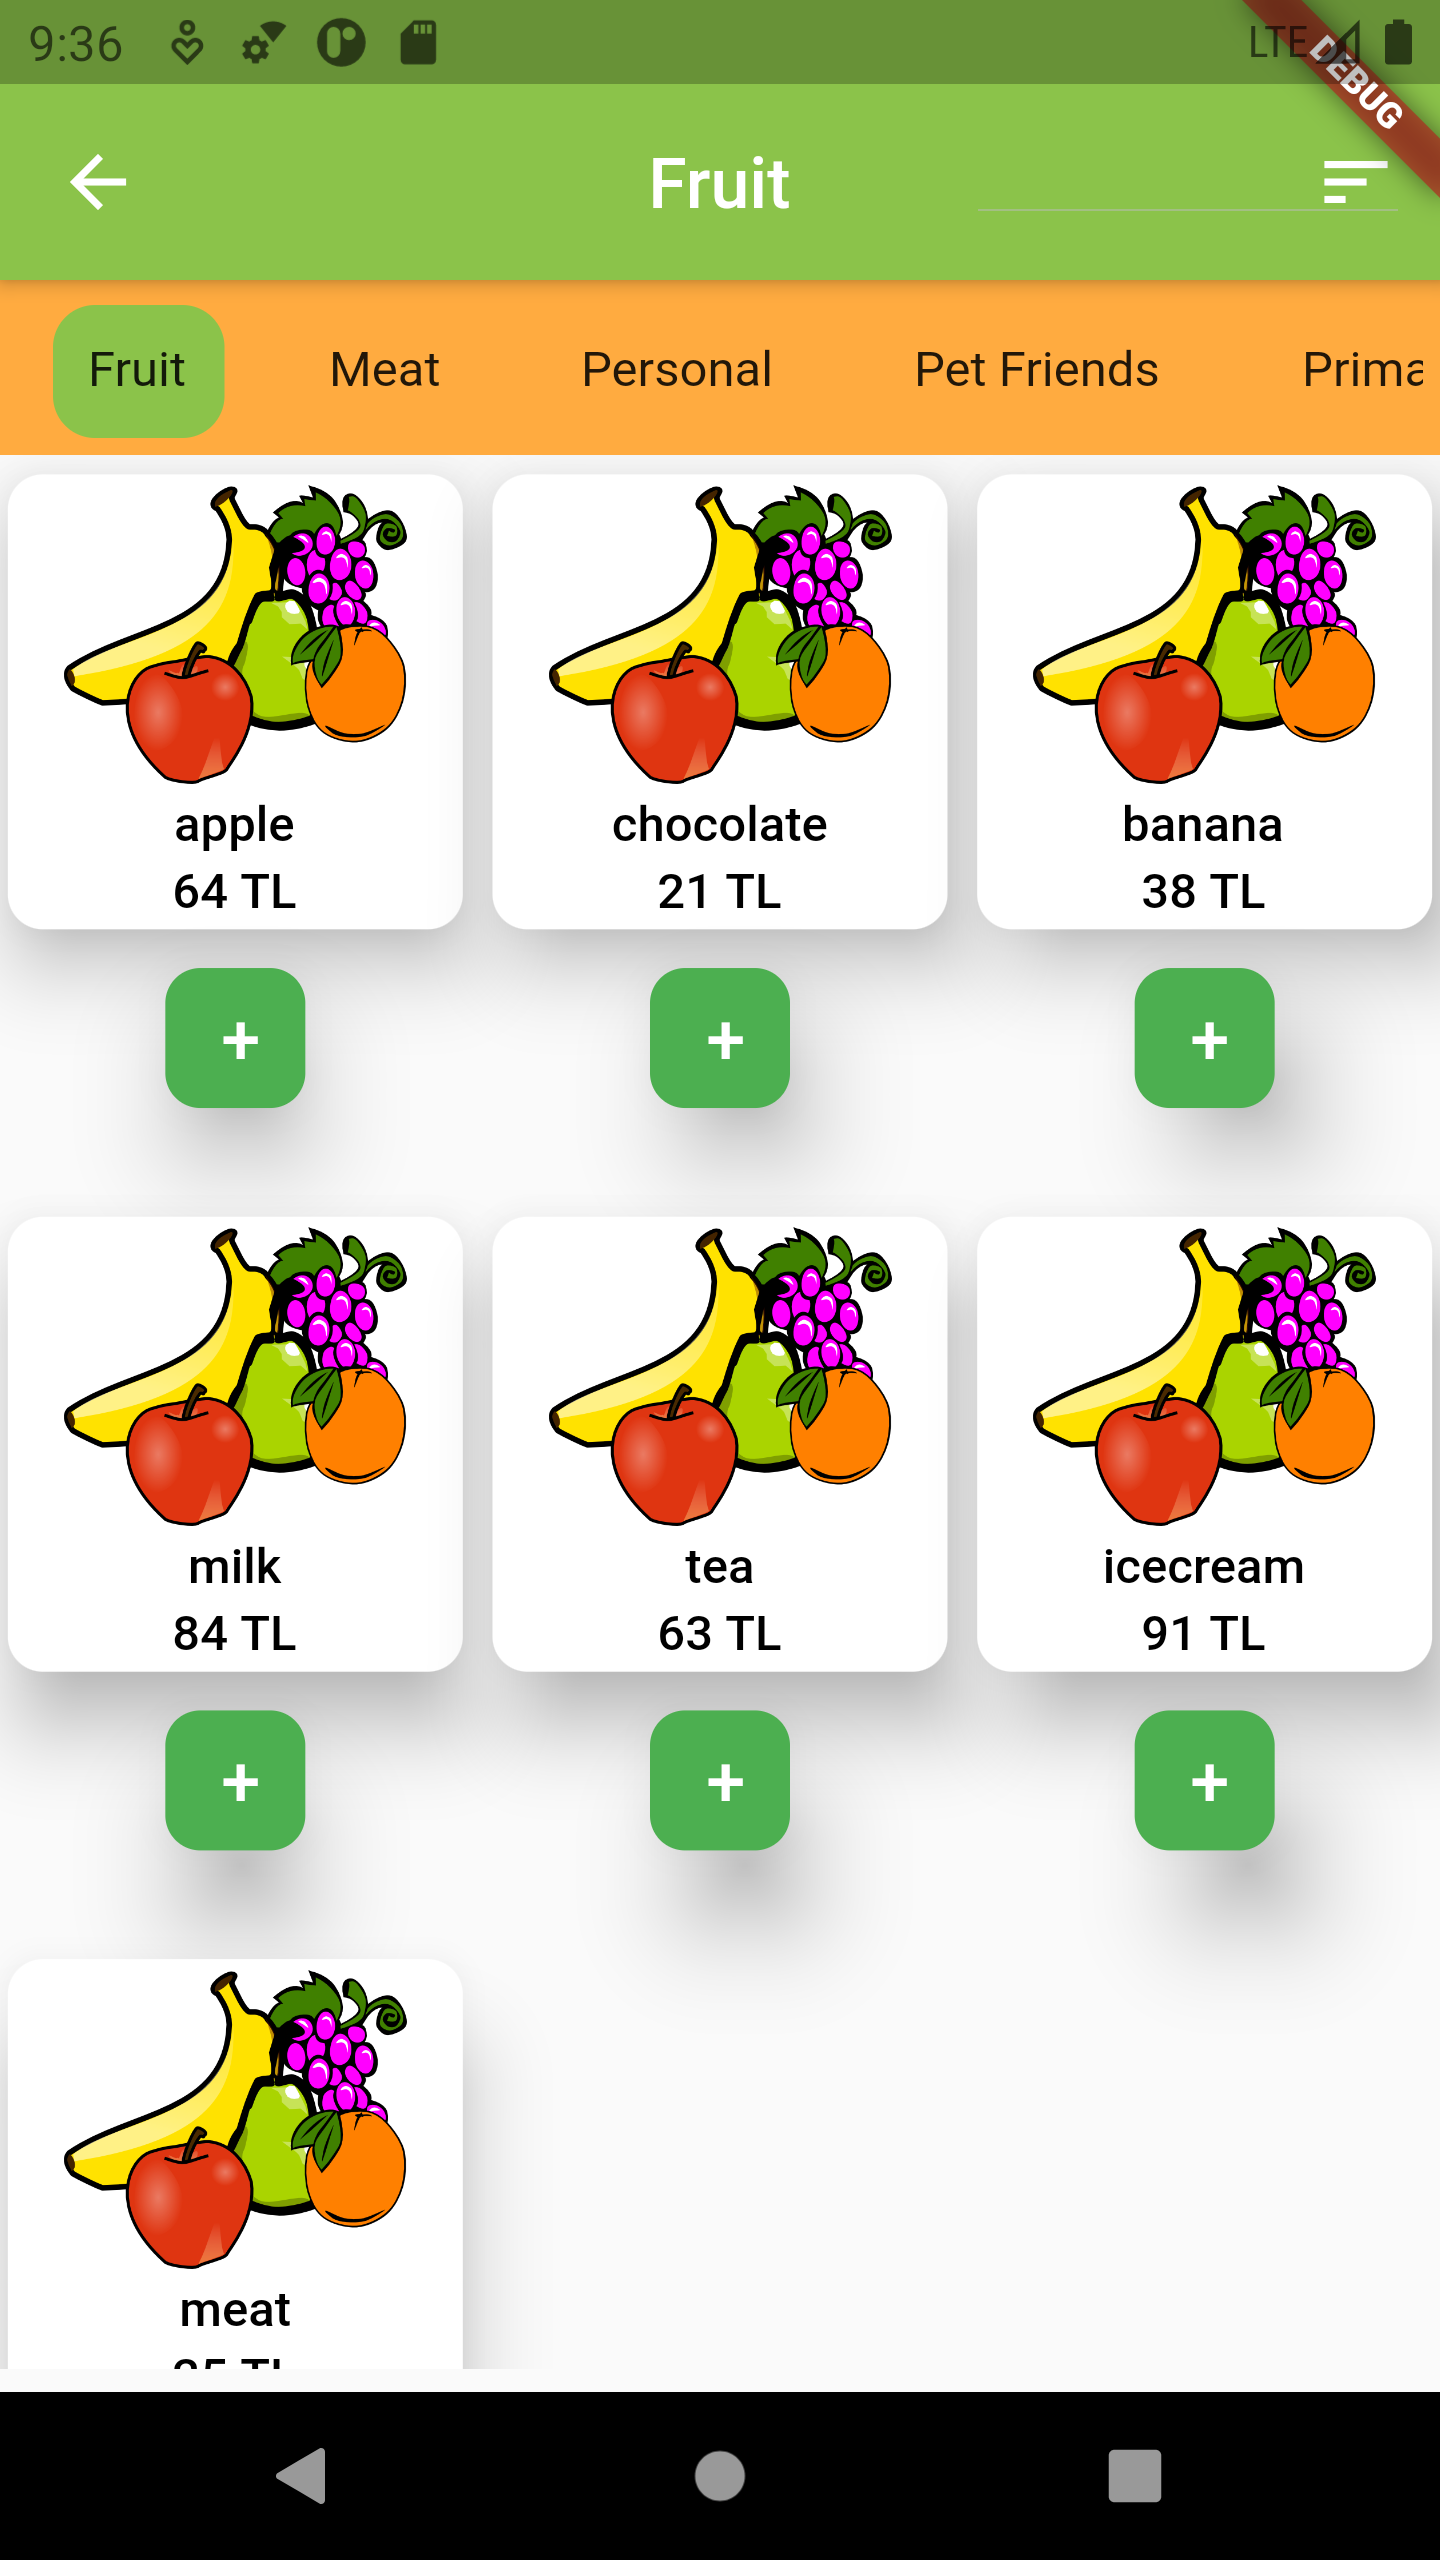 9:36 LTE
DEBUG
Fruit
Fruit Meat Personal Pet Friends Prima
apple chocolate banana
64 TL 21 TL 38 TL
+ + +
milk tea icecream
84 TL 63 TL 91 TL
+ + +
meat